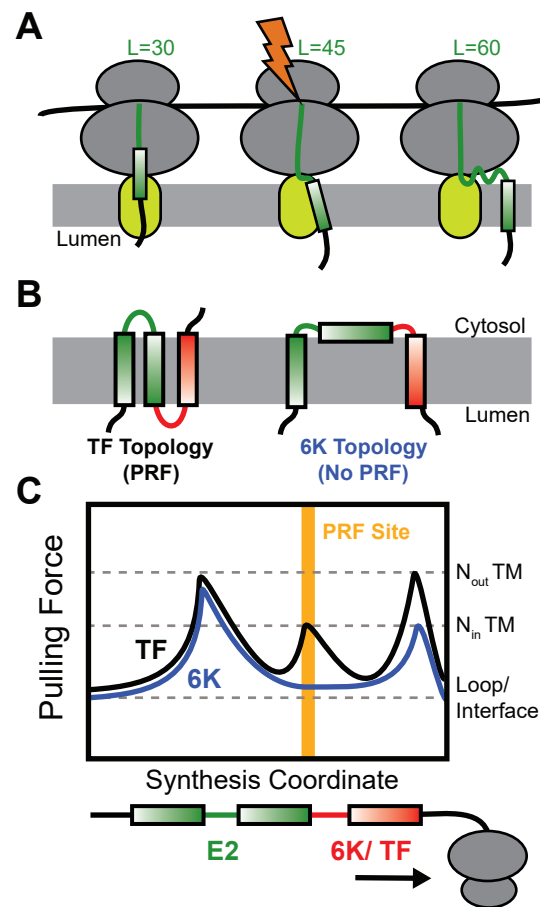 A
L=30
L=45
L=60
Lumen
B
Cytosol
Lumen
TF Topology
(PRF)
6K Topology
(No PRF)
C
PRF Site
Pulling Force
TF
6K
Nout TM
Nin TM
Loop/
Interface
Synthesis Coordinate
E2
6K/ TF